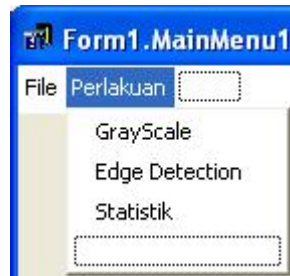 Form1.MainMenu1
File Perlakuan
GrayScale
Edge Detection
Statistik